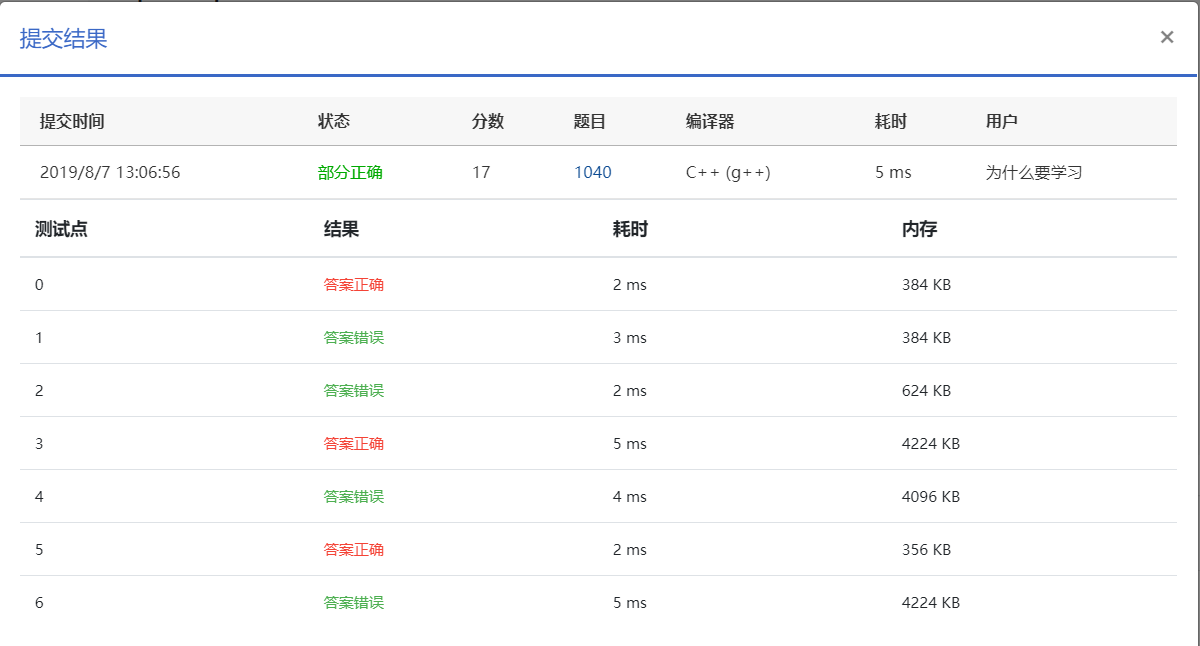 提交结果 ×
提交时间 状态 分数 题目 编译器 耗时 用户
2019/8/7 13:06:56 部分正确 17 1040 C++ (g++) 5 ms 为什么要学习
测试点 结果 耗时 内存
0 答案正确 2 ms 384 KB
1 答案错误 3 ms 384 KB
2 答案错误 2 ms 624 KB
3 答案正确 5 ms 4224 KB
4 答案错误 4 ms 4096 KB
5 答案正确 2 ms 356 KB
6 答案错误 5 ms 4224 KB